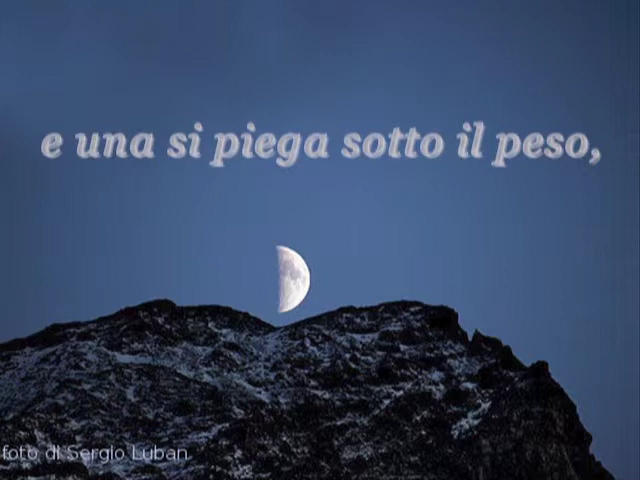 e una si piega sotto il peso,
foto di Sergio Luban